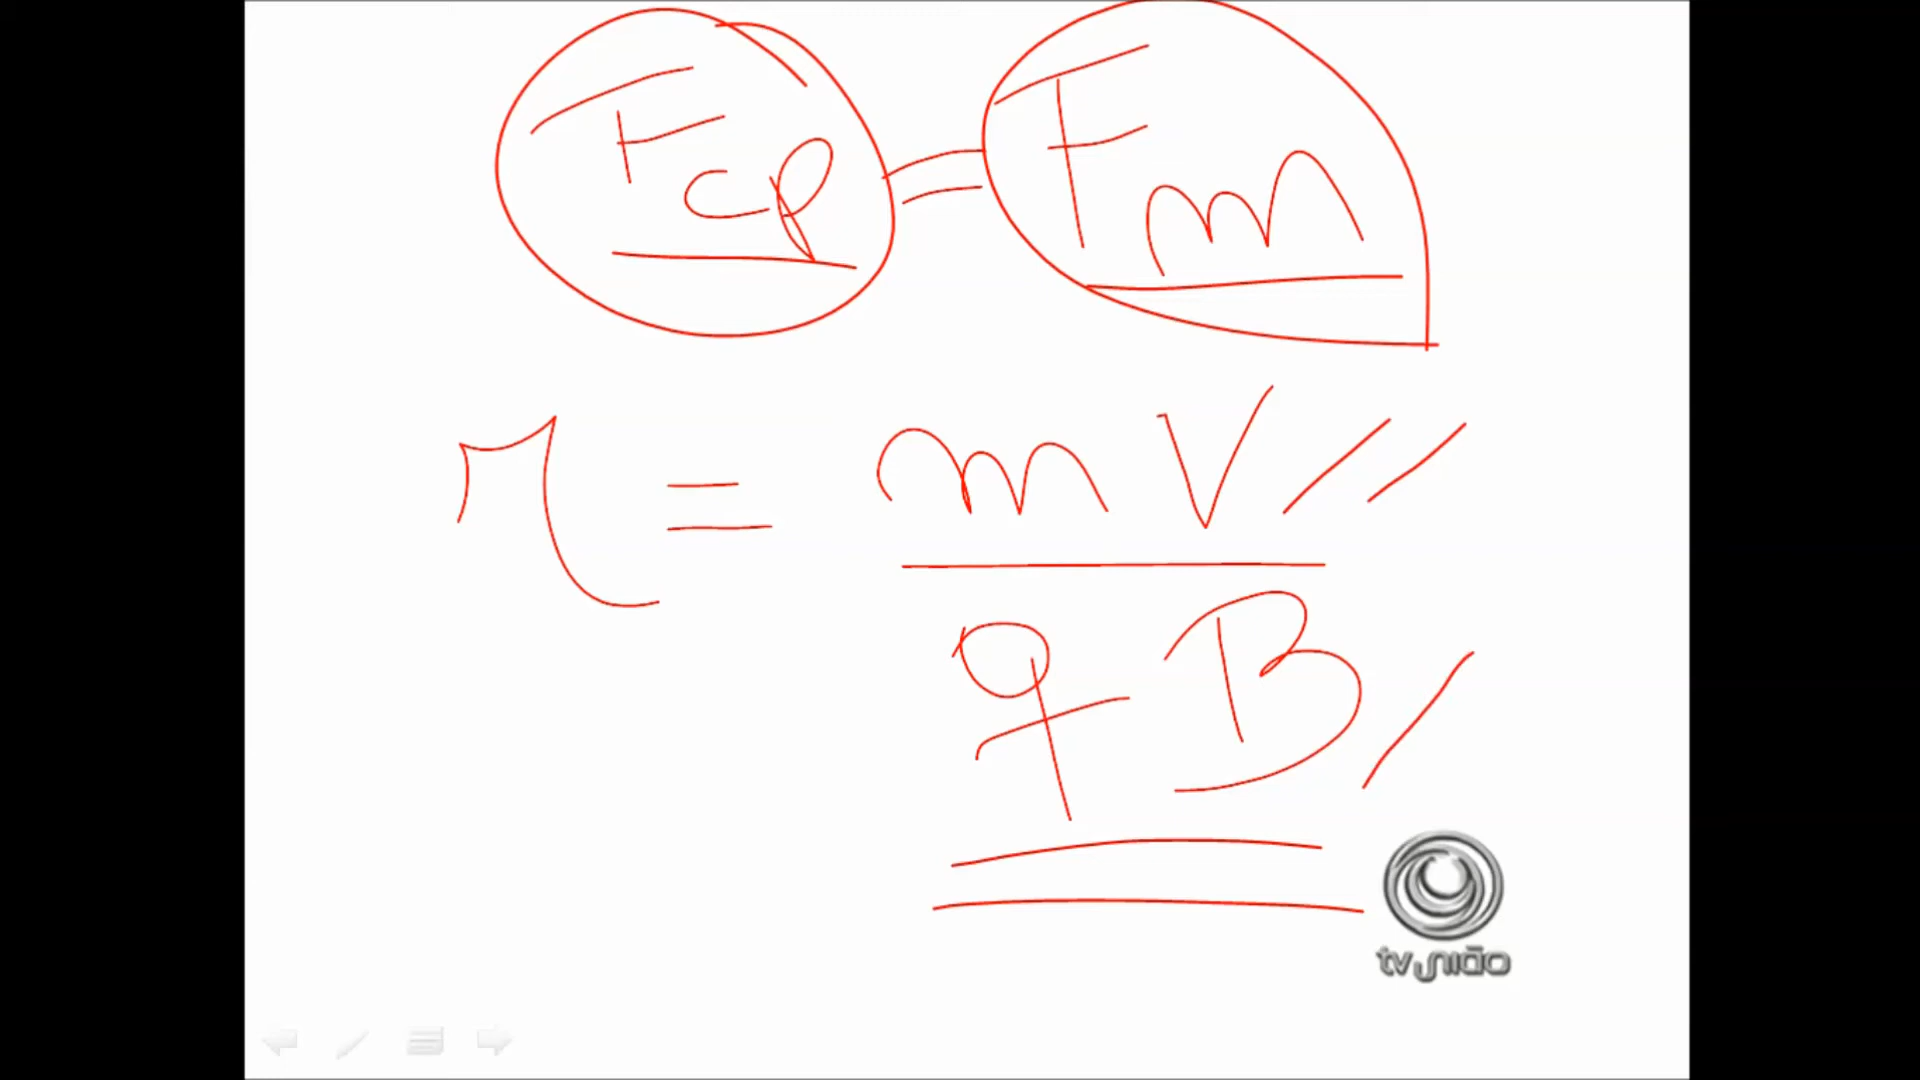 Fcp = Fm
r = mV
qB
tv união